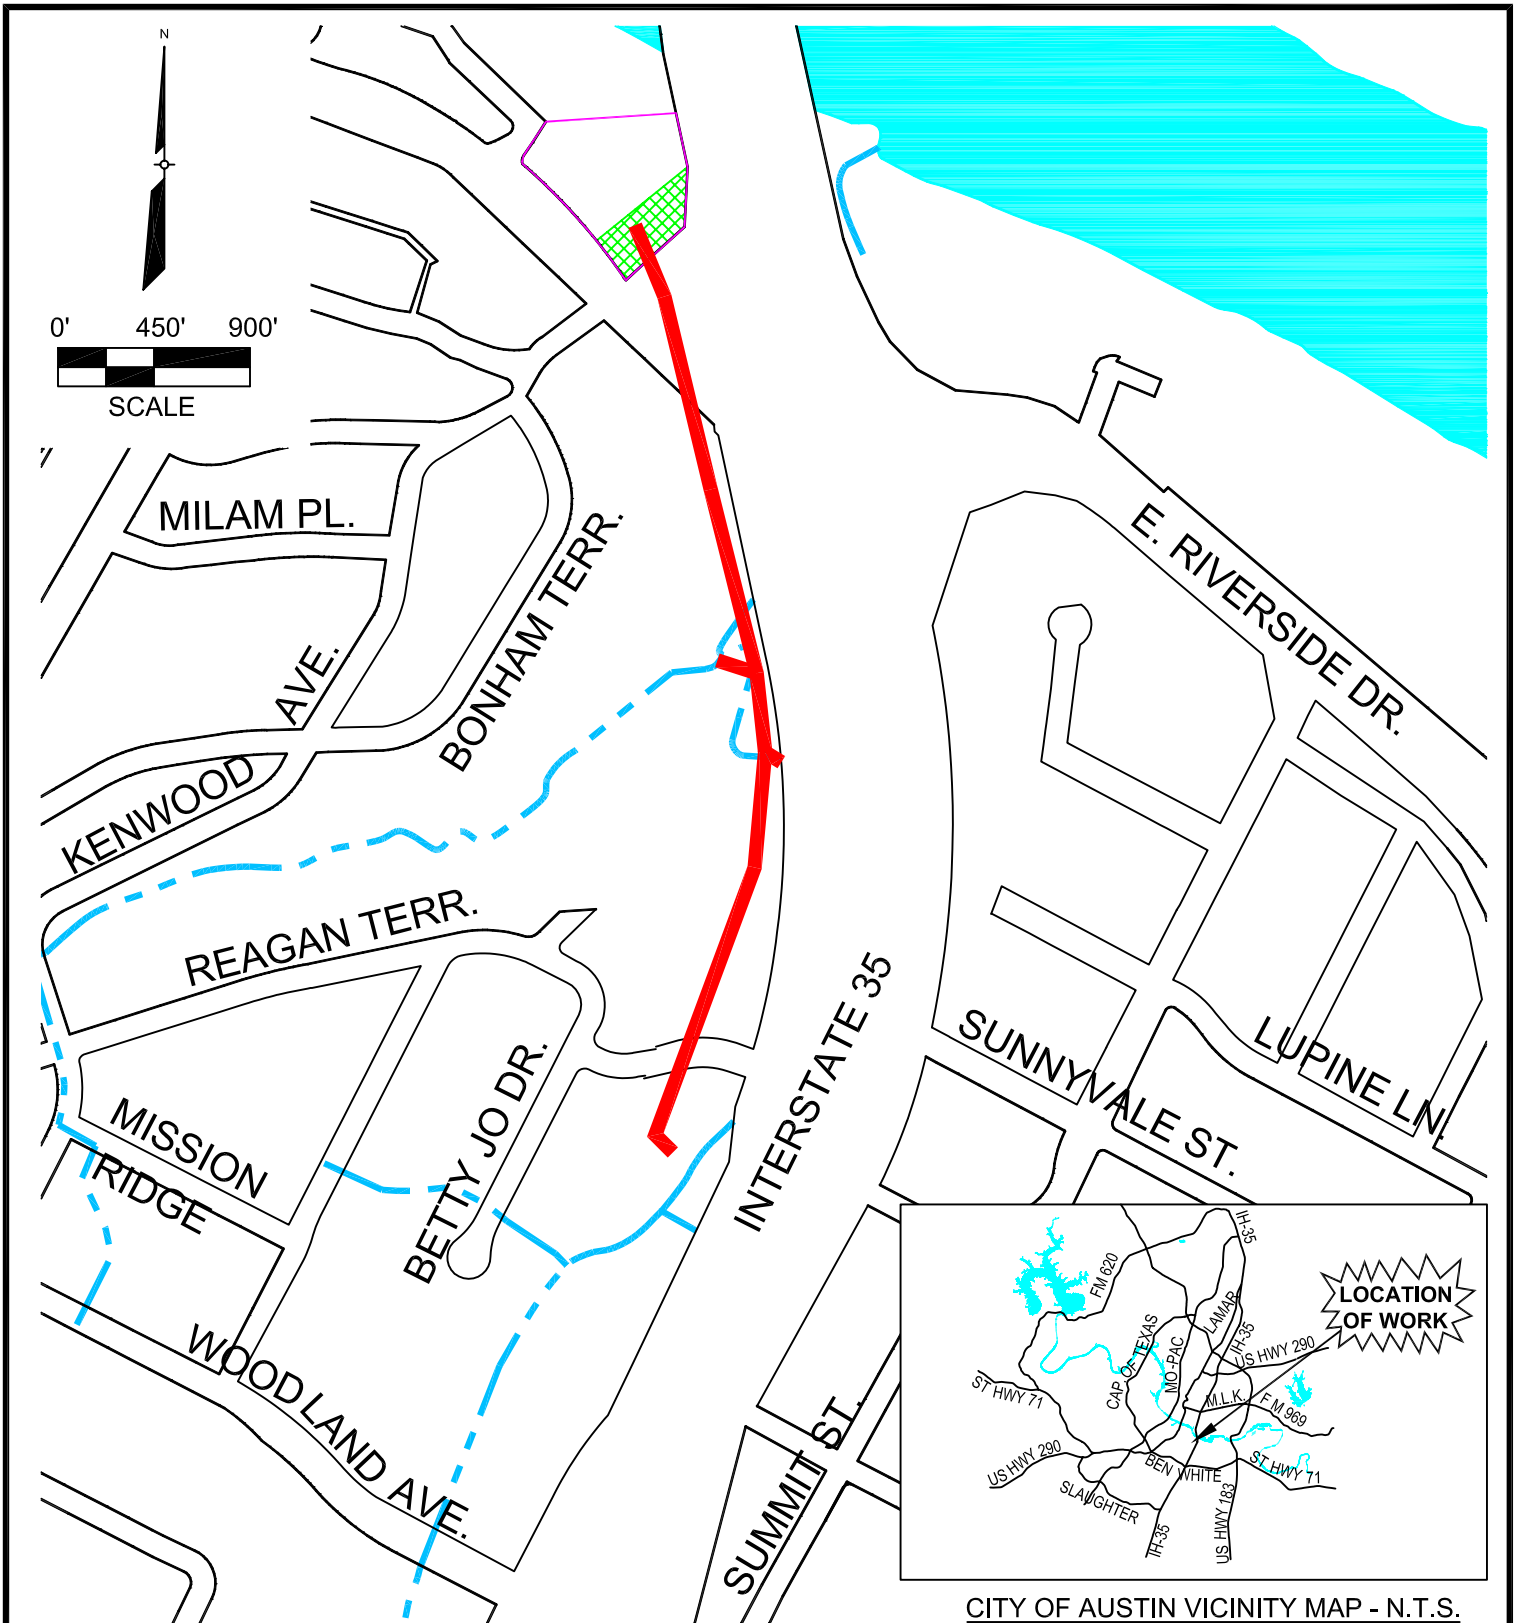 N
0' 450' 900'
SCALE
MILAM PL.
BONHAM TERR.
E. RIVERSIDE DR.
KENWOOD AVE.
REAGAN TERR.
INTERSTATE 35
SUNNYVALE ST.
LUPINE LN.
MISSION
RIDGE
BETTY JO DR.
WOODLAND AVE.
SUMMIT ST.
IH-35
FM 620
LOCATION
OF WORK
LAMAR
IH-35
CAP. OF TEXAS
MO-PAC
US HWY 290
ST HWY 71
M.L.K.
F M 969
US HWY 290
BEN WHITE
ST HWY 71
SLAUGHTER
US HWY 183
IH-35
CITY OF AUSTIN VICINITY MAP - N.T.S.